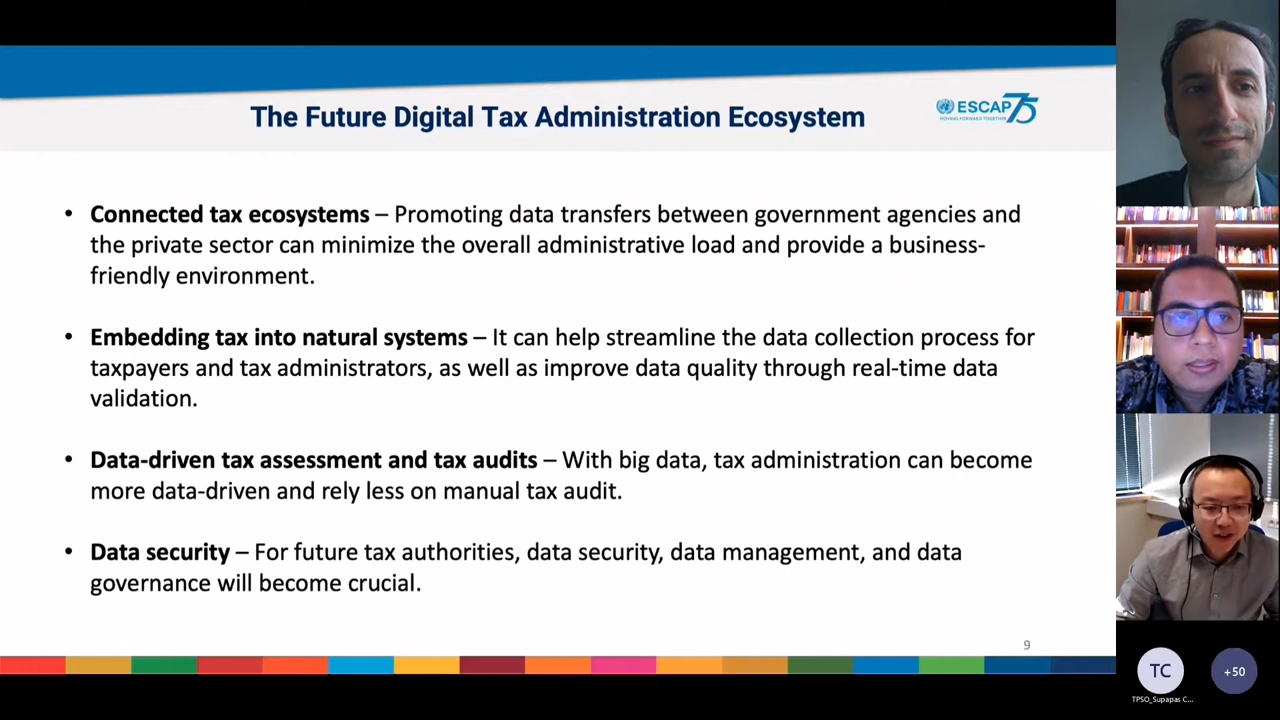 The Future Digital Tax Administration Ecosystem
ESCAP 75
MOVING FORWARD TOGETHER
• Connected tax ecosystems – Promoting data transfers between government agencies and
the private sector can minimize the overall administrative load and provide a business-
friendly environment.
• Embedding tax into natural systems – It can help streamline the data collection process for
taxpayers and tax administrators, as well as improve data quality through real-time data
validation.
• Data-driven tax assessment and tax audits – With big data, tax administration can become
more data-driven and rely less on manual tax audit.
• Data security – For future tax authorities, data security, data management, and data
governance will become crucial.
9
TC
+50
TPSO_Supapas C...